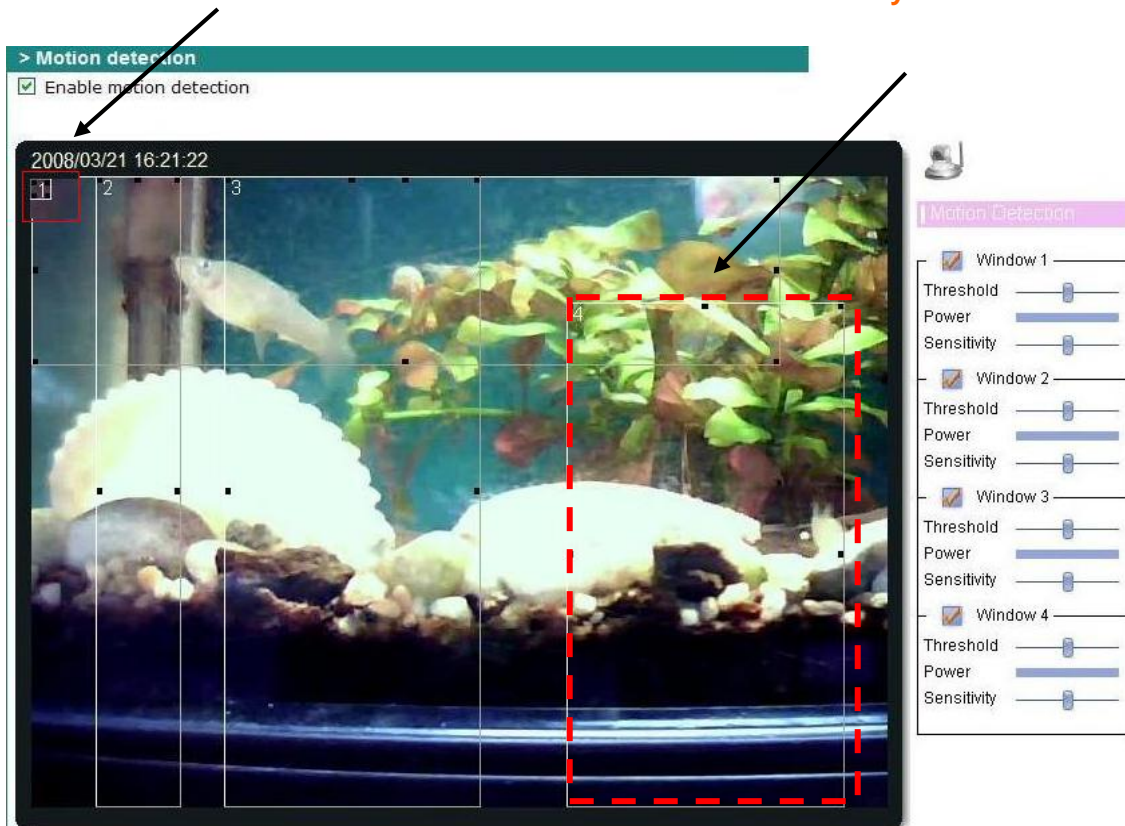 > Motion detection
Enable motion detection
2008/03/21 16:21:22
1
2
3
4
Motion Detection
Window 1
Threshold
Power
Sensitivity
Window 2
Threshold
Power
Sensitivity
Window 3
Threshold
Power
Sensitivity
Window 4
Threshold
Power
Sensitivity